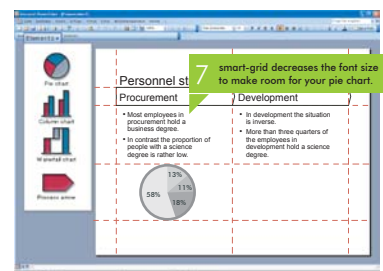 Elements
Pie chart
Column chart
Waterfall chart
Process arrow
7
smart-grid decreases the font size
to make room for your pie chart.
Personnel st
Procurement
Development
• Most employees in
procurement hold a
business degree.
• In contrast the proportion of
people with a science
degree is rather low.
• In development the situation
is inverse.
• More than three quarters of
the employees in
development hold a science
degree.
13%
11%
58%
18%